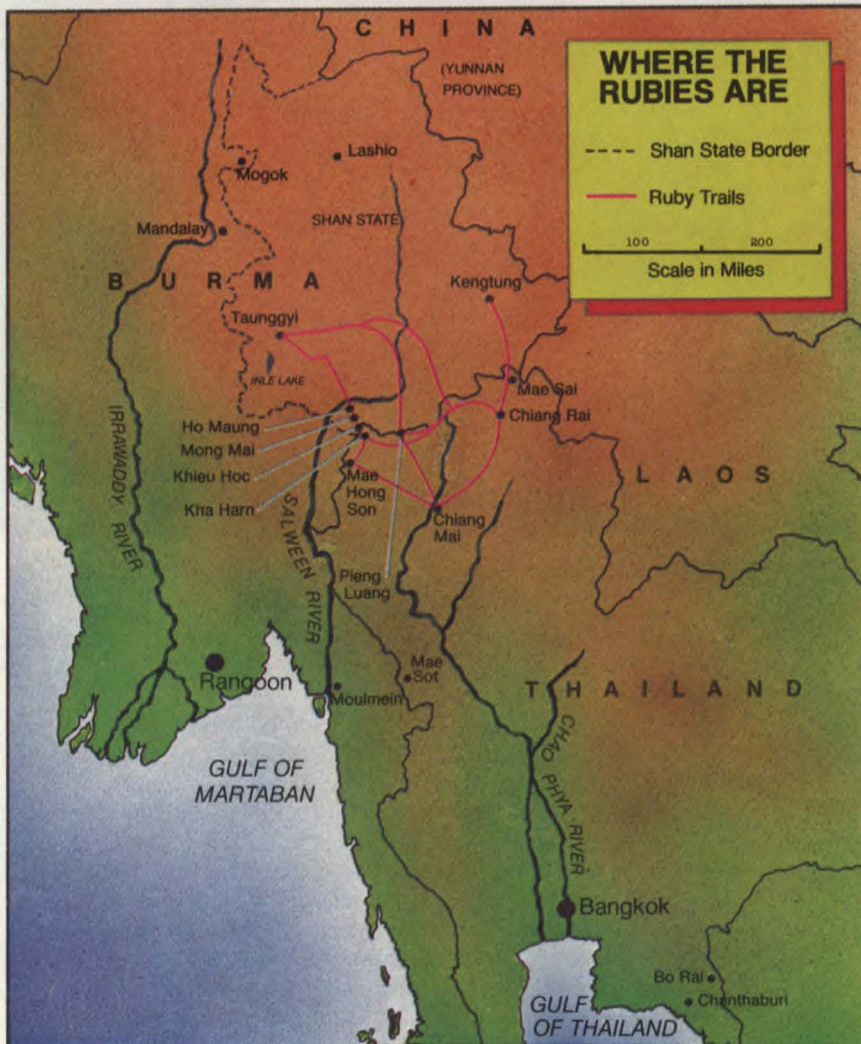 CHINA
(YUNNAN
PROVINCE)
WHERE THE
RUBIES ARE
Shan State Border
Ruby Trails
100 200
Scale in Miles
Lashio
Mogok
SHAN STATE
Mandalay
BURMA
Kengtung
Taunggyi
INLE LAKE
Mae Sai
Chiang Rai
Ho Maung
Mong Mai
Khieu Hoc
Kha Harn
Mae
Hong
Son
LAOS
Chiang
Mai
IRRAWADDY RIVER
SALWEEN RIVER
Pieng
Luang
Rangoon
Moulmein
Mae
Sot
THAILAND
GULF OF
MARTABAN
CHAO PHYA RIVER
Bangkok
Bo Rai
Chanthaburi
GULF
OF THAILAND